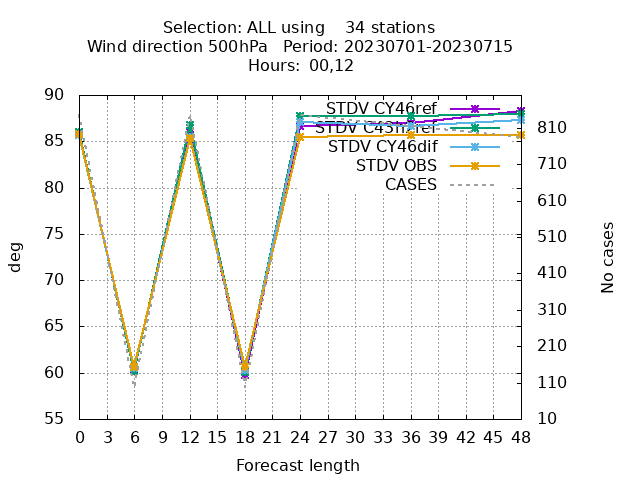 Selection: ALL using 34 stations
Wind direction 500hPa Period: 20230701-20230715
Hours: 00,12
90
85
80
75
70
65
60
55
deg
STDV CY46ref
STDV CY46dif
STDV OBS
CASES
810
710
610
510
410
310
210
110
10
No cases
0 3 6 9 12 15 18 21 24 27 30 33 36 39 42 45 48
Forecast length